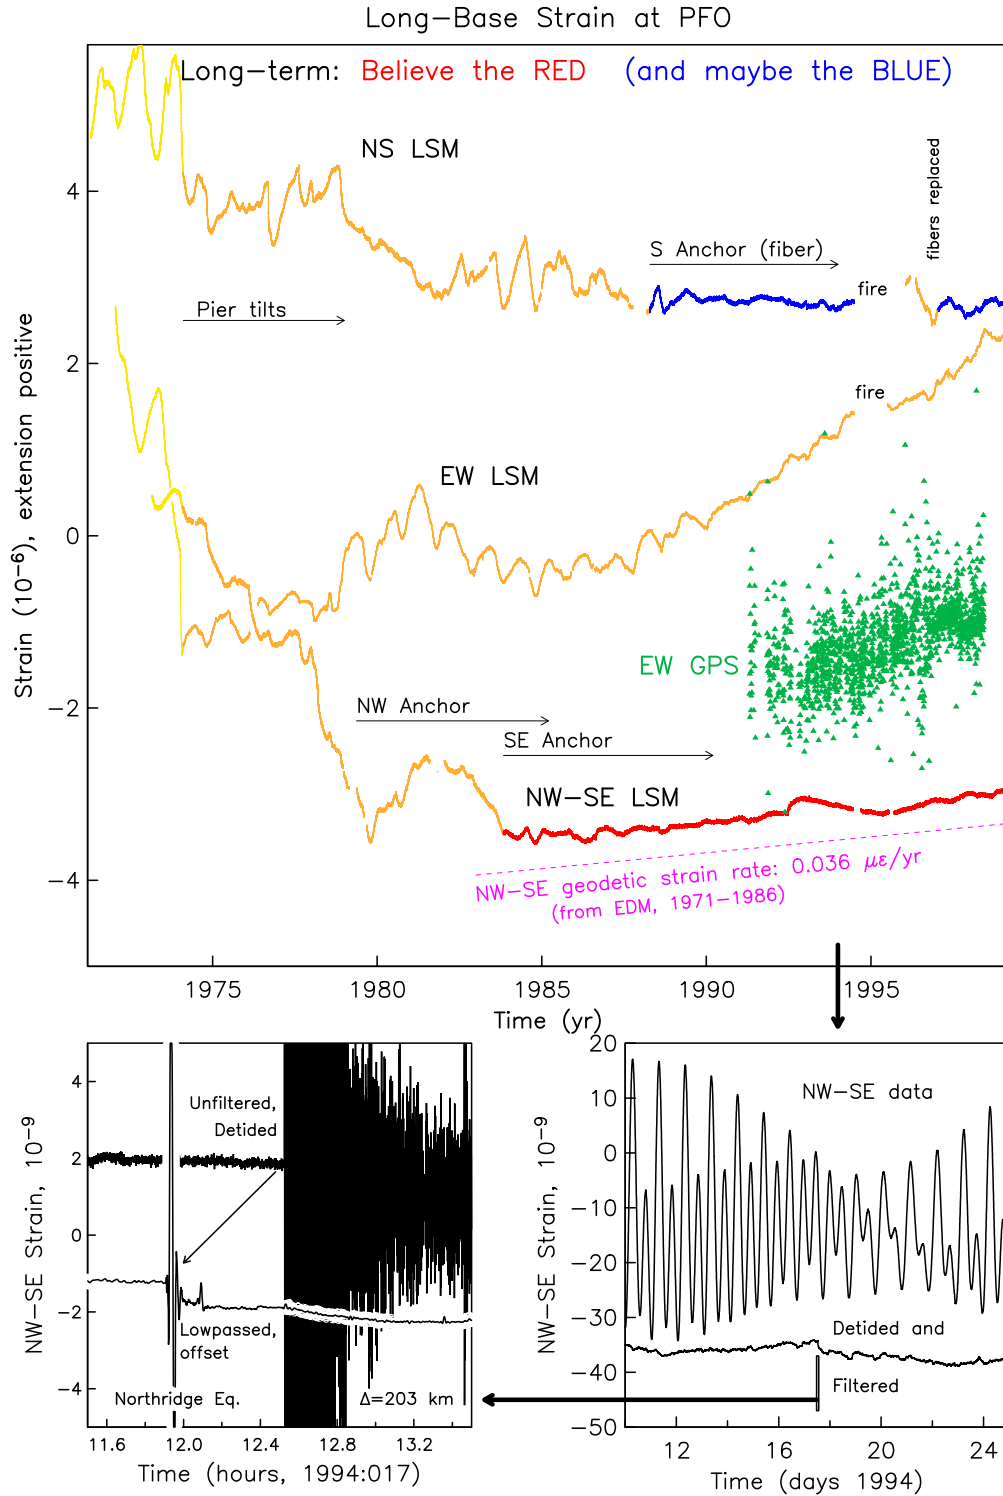 Long-Base Strain at PFO
Long-term: Believe the RED (and maybe the BLUE)
NS LSM
fibers replaced
S Anchor (fiber)
fire
Pier tilts
fire
EW LSM
EW GPS
NW Anchor
SE Anchor
NW-SE LSM
NW-SE geodetic strain rate: 0.036 με/yr
(from EDM, 1971-1986)
Strain (10⁻⁶), extension positive
4
2
0
-2
-4
1975 1980 1985 1990 1995
Time (yr)
NW-SE Strain, 10⁻⁹
4
2
0
-2
-4
Unfiltered,
Detided
Lowpassed,
offset
Northridge Eq.
Δ=203 km
11.6 12.0 12.4 12.8 13.2
Time (hours, 1994:017)
NW-SE Strain, 10⁻⁹
20
10
0
-10
-20
-30
-40
-50
NW-SE data
Detided and
Filtered
12 16 20 24
Time (days 1994)